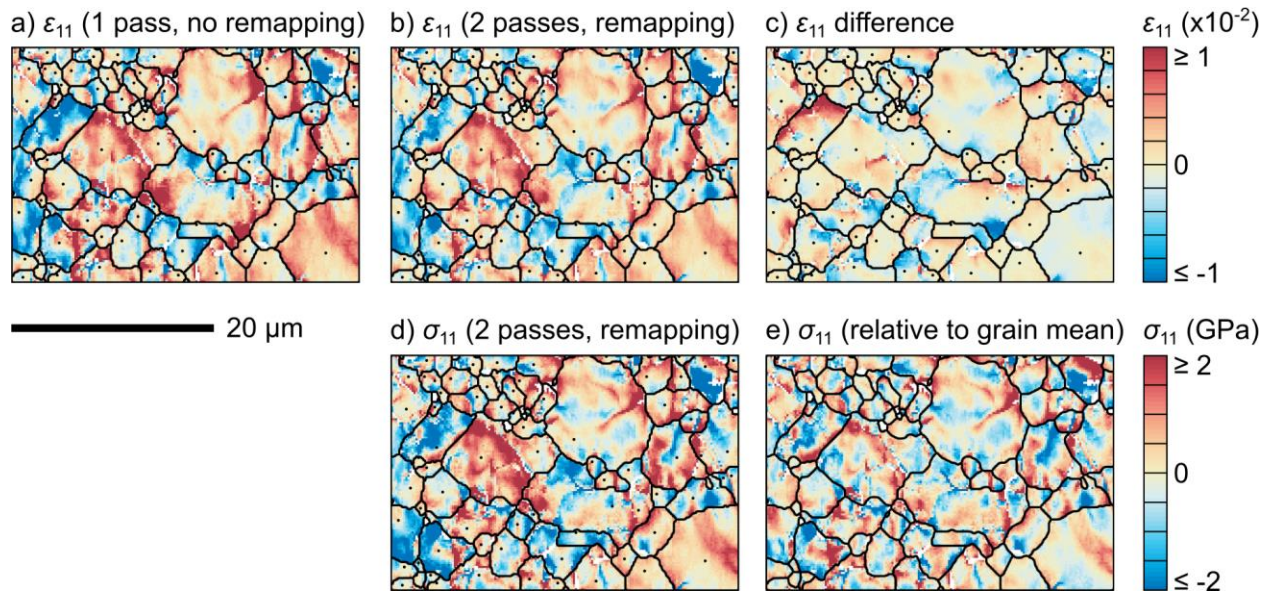 a) ε₁₁ (1 pass, no remapping)
b) ε₁₁ (2 passes, remapping)
c) ε₁₁ difference
ε₁₁ (x10⁻²)
≥ 1
0
≤ -1
20 µm
d) σ₁₁ (2 passes, remapping)
e) σ₁₁ (relative to grain mean)
σ₁₁ (GPa)
≥ 2
0
≤ -2